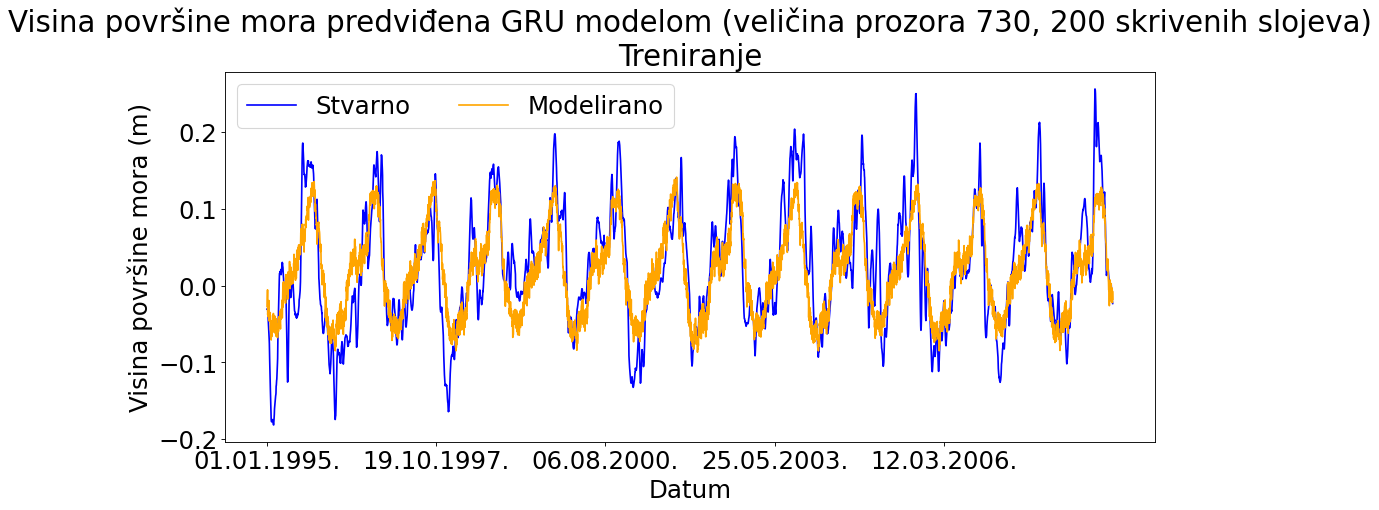 Visina površine mora predviđena GRU modelom (veličina prozora 730, 200 skrivenih slojeva)
Treniranje
Stvarno
Modelirano
Visina površine mora (m)
0.2
0.1
0.0
−0.1
−0.2
01.01.1995.
19.10.1997.
06.08.2000.
25.05.2003.
12.03.2006.
Datum